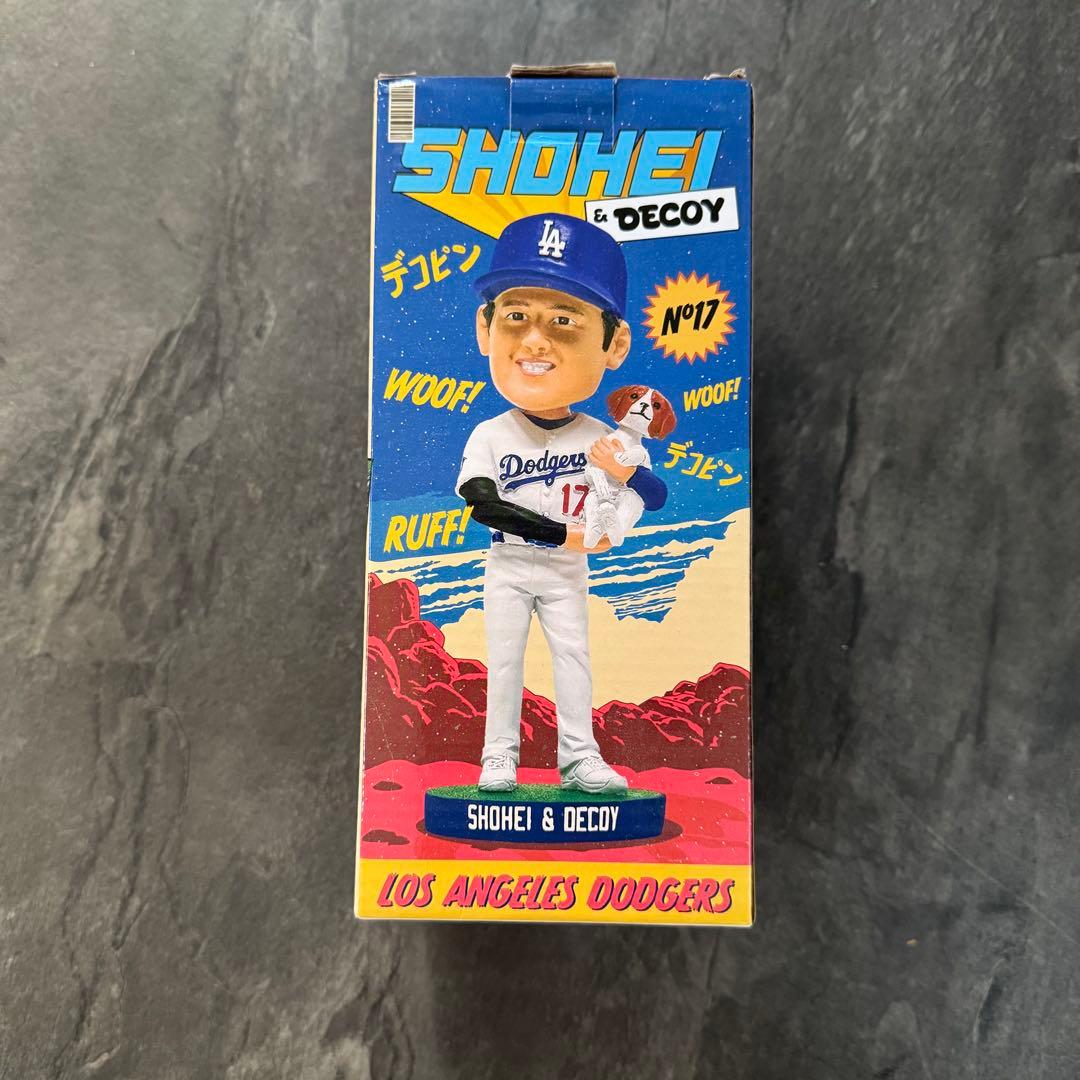 SHOHEI
& DECOY
LA
デコピン
Nº17
WOOF!
WOOF!
Dodgers
17
デコピン
RUFF!
SHOHEI & DECOY
LOS ANGELES DODGERS